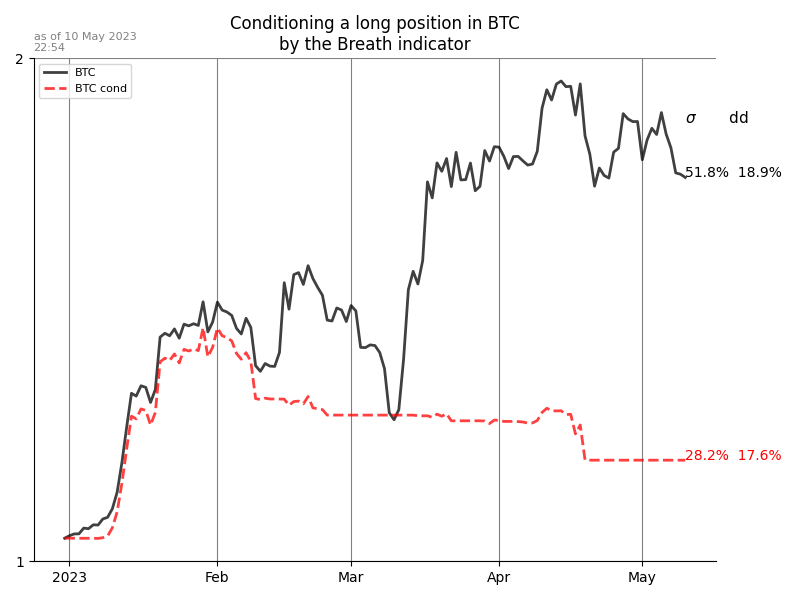 Conditioning a long position in BTC
by the Breath indicator
as of 10 May 2023
22:54
2
BTC
BTC cond
σ dd
51.8% 18.9%
28.2% 17.6%
1
2023 Feb Mar Apr May